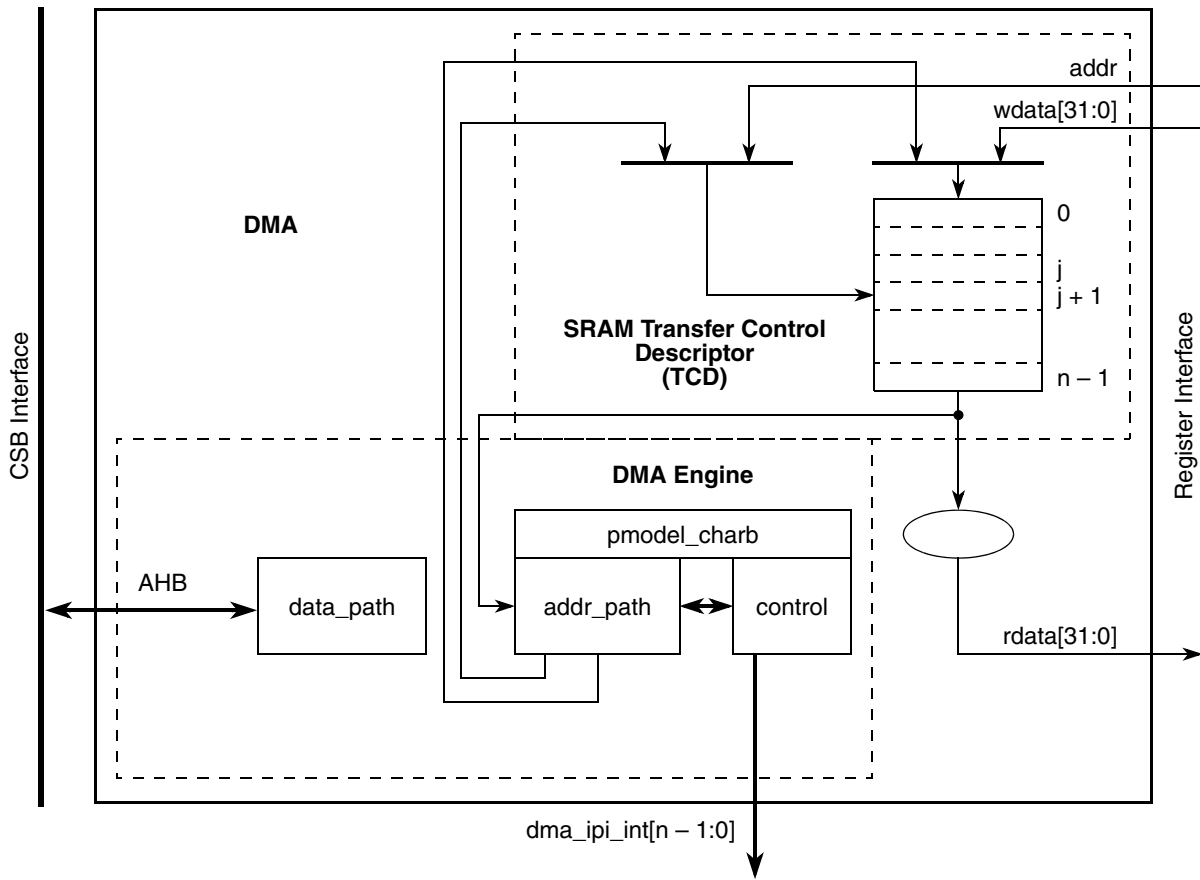 addr
wdata[31:0]
DMA
0
j
j + 1
n – 1
SRAM Transfer Control
Descriptor
(TCD)
CSB Interface
Register Interface
DMA Engine
pmodel_charb
AHB
data_path
addr_path
control
rdata[31:0]
dma_ipi_int[n – 1:0]